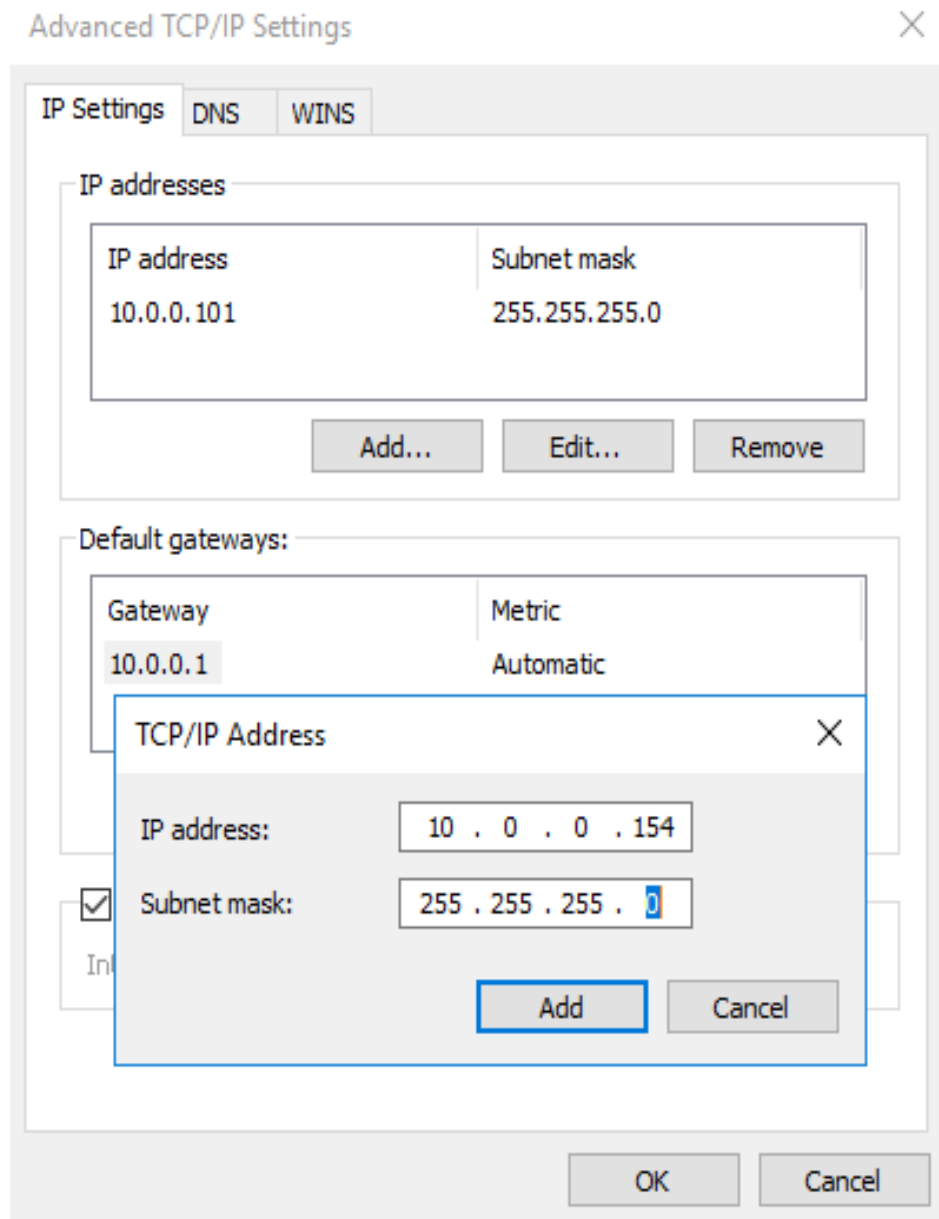 Advanced TCP/IP Settings
IP Settings DNS WINS
IP addresses
IP address Subnet mask
10.0.0.101 255.255.255.0
Add... Edit... Remove
Default gateways:
Gateway Metric
10.0.0.1 Automatic
TCP/IP Address
IP address: 10 . 0 . 0 . 154
Subnet mask: 255 . 255 . 255 . 0
Add Cancel
OK Cancel